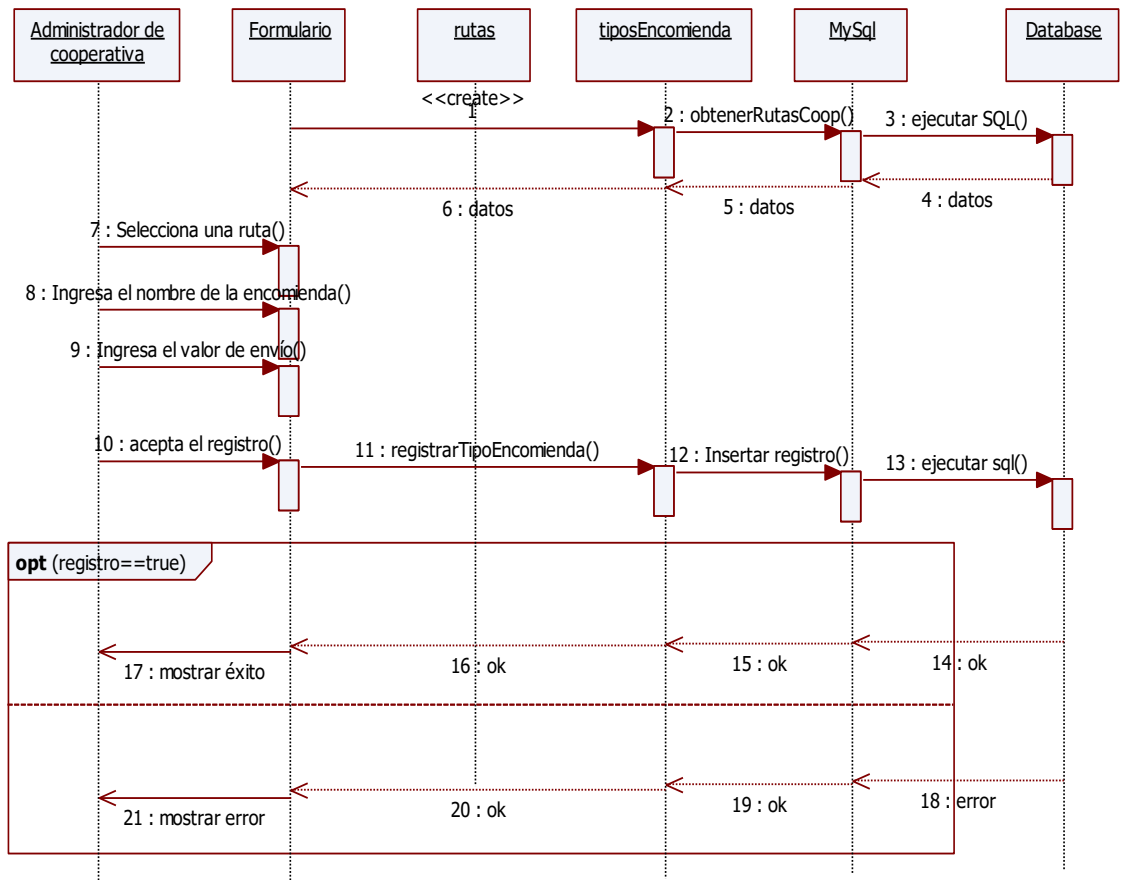 Administrador de
cooperativa
Formulario
rutas
tiposEncomienda
MySql
Database
<<create>>
1
2 : obtenerRutasCoop()
3 : ejecutar SQL()
4 : datos
5 : datos
6 : datos
7 : Selecciona una ruta()
8 : Ingresa el nombre de la encomienda()
9 : Ingresa el valor de envío()
10 : acepta el registro()
11 : registrarTipoEncomienda()
12 : Insertar registro()
13 : ejecutar sql()
opt (registro==true)
14 : ok
15 : ok
16 : ok
17 : mostrar éxito
18 : error
19 : ok
20 : ok
21 : mostrar error